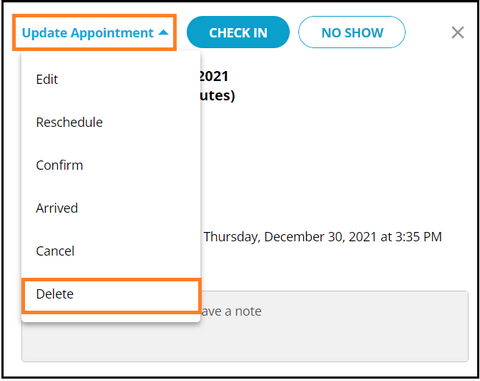 Update Appointment CHECK IN NO SHOW
Edit 2021
utes)
Reschedule
Confirm
Arrived
Thursday, December 30, 2021 at 3:35 PM
Cancel
Delete
ave a note